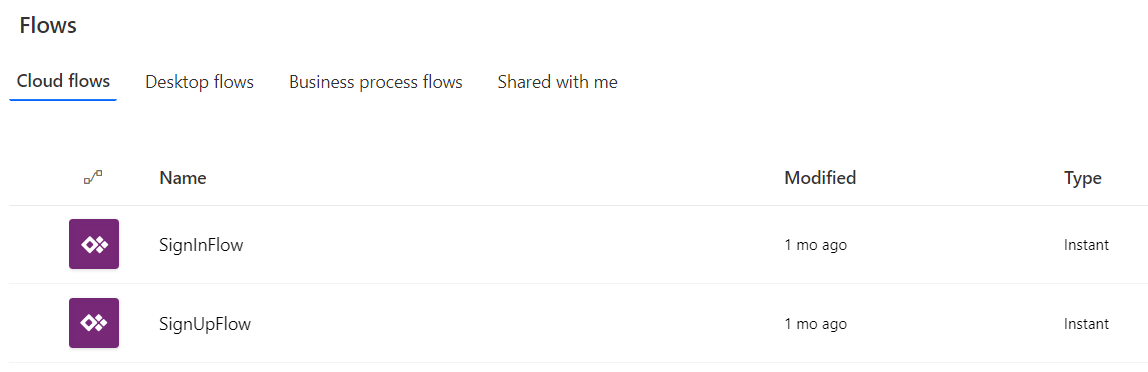 Flows
Cloud flows Desktop flows Business process flows Shared with me
Name Modified Type
SignInFlow 1 mo ago Instant
SignUpFlow 1 mo ago Instant